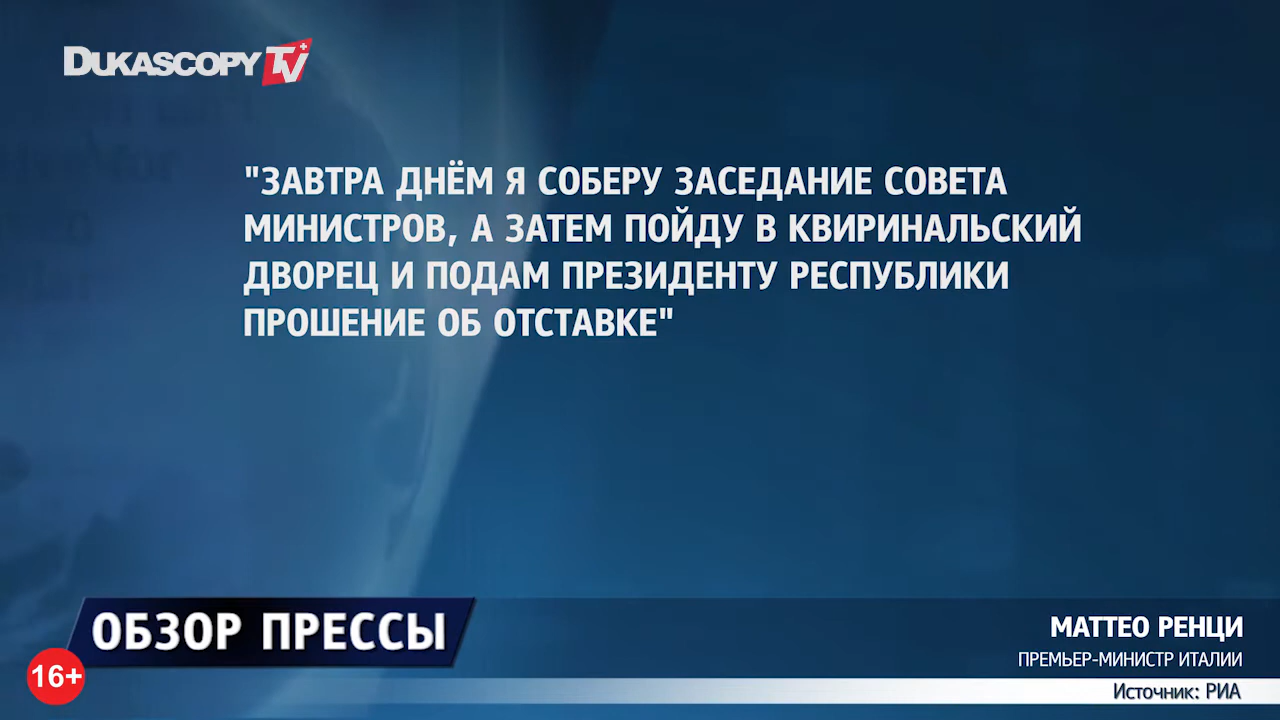 DUKASCOPY TV
"ЗАВТРА ДНЁМ Я СОБЕРУ ЗАСЕДАНИЕ СОВЕТА
МИНИСТРОВ, А ЗАТЕМ ПОЙДУ В КВИРИНАЛЬСКИЙ
ДВОРЕЦ И ПОДАМ ПРЕЗИДЕНТУ РЕСПУБЛИКИ
ПРОШЕНИЕ ОБ ОТСТАВКЕ"
ОБЗОР ПРЕССЫ
16+
МАТТЕО РЕНЦИ
ПРЕМЬЕР-МИНИСТР ИТАЛИИ
Источник: РИА